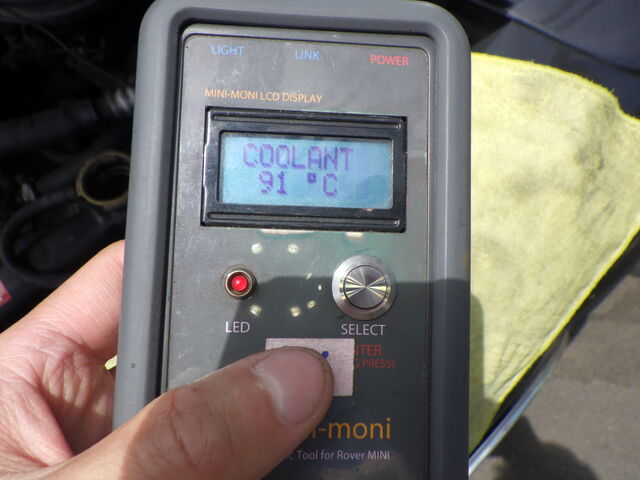 LIGHT LINK POWER
MINI-MONI LCD DISPLAY
COOLANT
91 °C
LED SELECT
-moni
Tool for Rover MINI